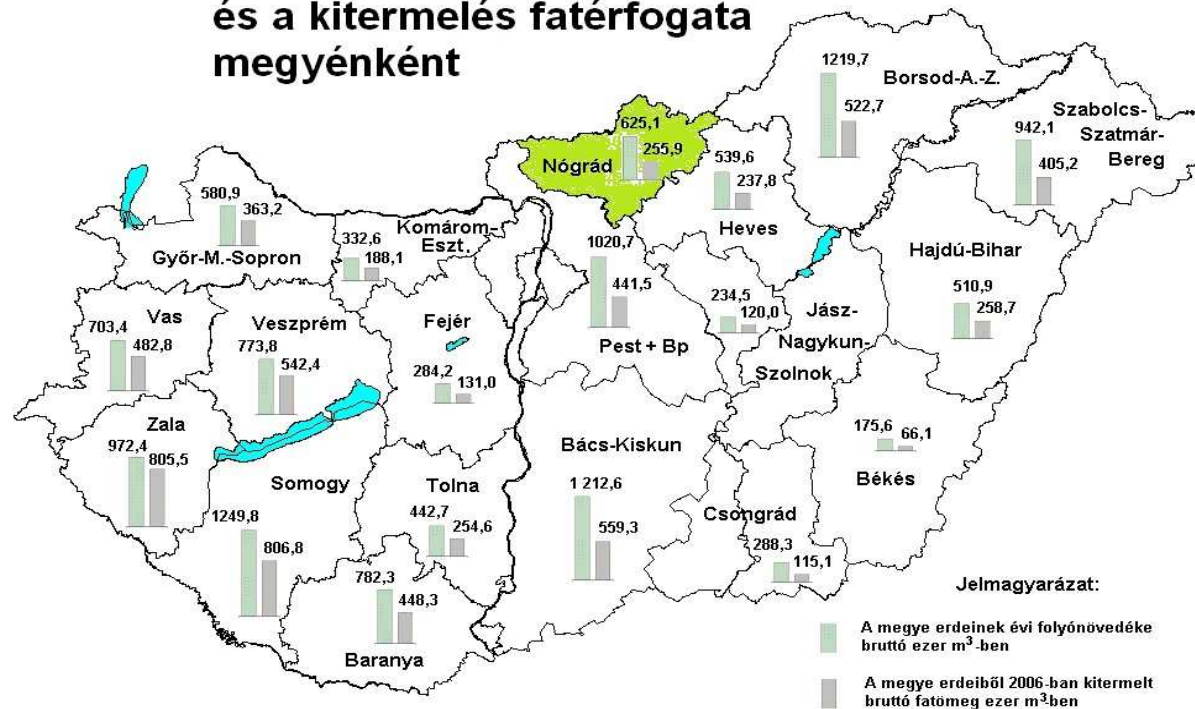 és a kitermelés fatérfogata
megyénként
1219,7
522,7
Borsod-A.-Z.
Szabolcs-
Szatmár-
Bereg
942,1
405,2
625,1
255,9
Nógrád
539,6
237,8
Heves
580,9
363,2
Győr-M.-Sopron
Komárom-
Eszt.
332,6
188,1
1020,7
441,5
Pest + Bp
Hajdú-Bihar
510,9
258,7
234,5
120,0
Jász-
Nagykun-
Szolnok
Vas
703,4
482,8
Veszprém
773,8
542,4
Fejér
284,2
131,0
Zala
972,4
805,5
Somogy
1249,8
806,8
Tolna
442,7
254,6
Bács-Kiskun
1 212,6
559,3
Csongrád
288,3
115,1
175,6
66,1
Békés
782,3
448,3
Baranya
Jelmagyarázat:
A megye erdeinek évi folyónövedéke
bruttó ezer m³-ben
A megye erdeiből 2006-ban kitermelt
bruttó fatömeg ezer m³-ben